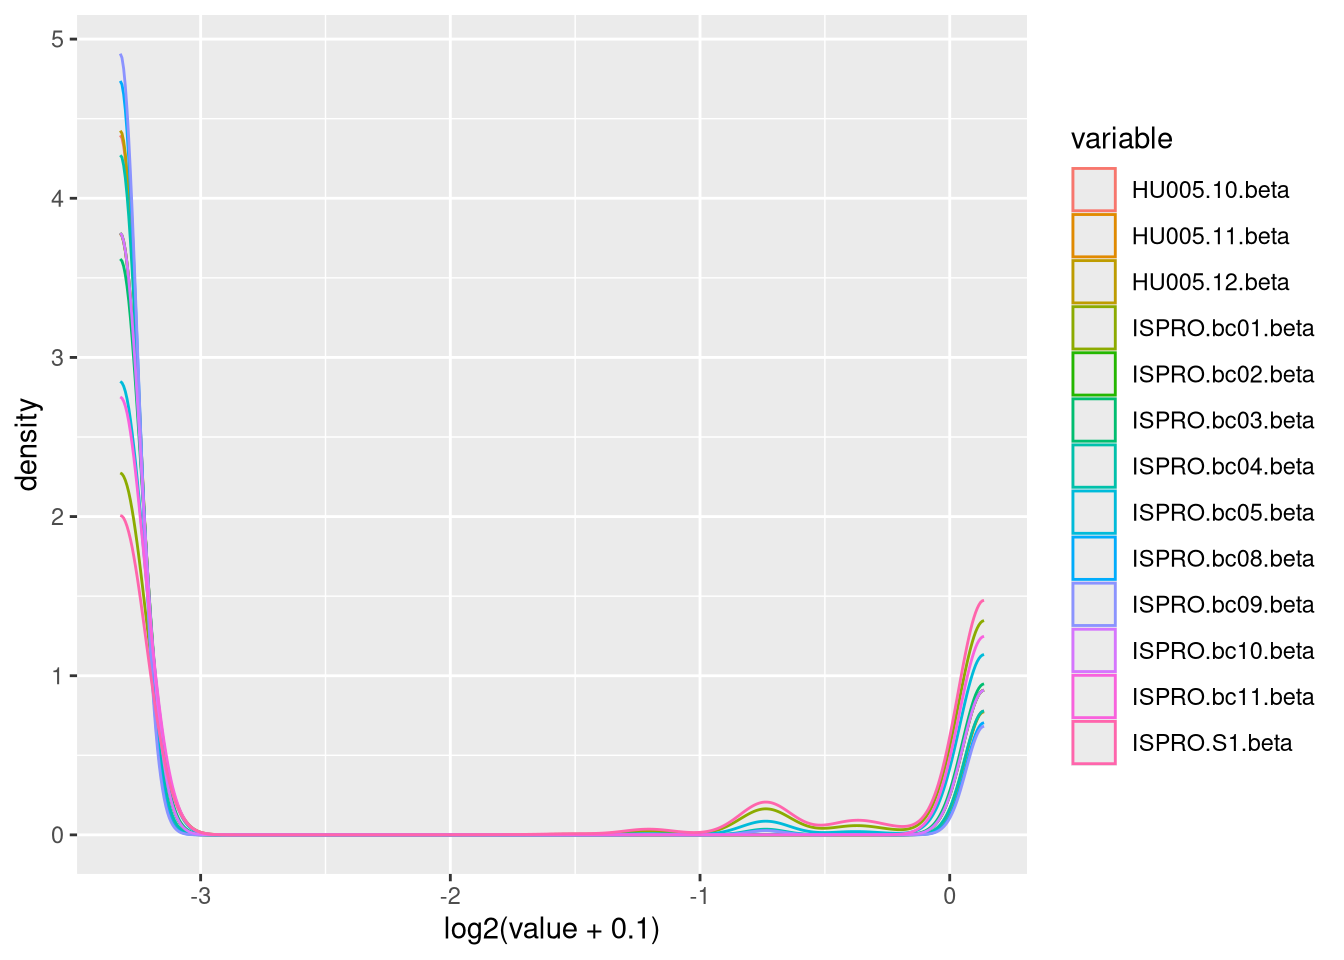 5
4
3
2
1
0
density
-3
-2
-1
0
log2(value + 0.1)
variable
HU005.10.beta
HU005.11.beta
HU005.12.beta
ISPRO.bc01.beta
ISPRO.bc02.beta
ISPRO.bc03.beta
ISPRO.bc04.beta
ISPRO.bc05.beta
ISPRO.bc08.beta
ISPRO.bc09.beta
ISPRO.bc10.beta
ISPRO.bc11.beta
ISPRO.S1.beta